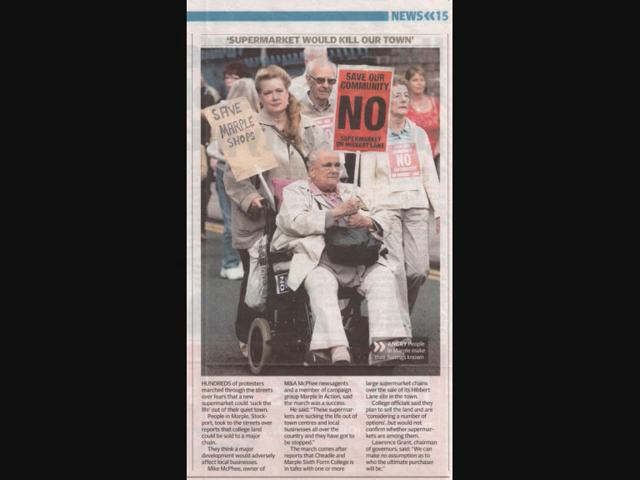 NEWS«15
'SUPERMARKET WOULD KILL OUR TOWN'
SAVE
MARPLE
SHOPS
SAVE OUR
COMMUNITY
NO
SUPERMARKET
ON HIBBERT LANE
NO
ANGRY People
in Marple make
their feelings known
HUNDREDS of protesters
marched through the streets
over fears that a new
supermarket could 'suck the
life' out of their quiet town.
People in Marple, Stock-
port, took to the streets over
reports that college land
could be sold to a major
chain.
They think a major
development would adversely
affect local businesses.
Mike McPhee, owner of
M&A McPhee newsagents
and a member of campaign
group Marple in Action, said
the march was a success.
He said: "These supermar-
kets are sucking the life out of
town centres and local
businesses all over the
country and they have got to
be stopped."
The march comes after
reports that Cheadle and
Marple Sixth Form College is
in talks with one or more
large supermarket chains
over the sale of its Hibbert
Lane site in the town.
College officials said they
plan to sell the land and are
'considering a number of
options', but would not
confirm whether supermar-
kets are among them.
Lawrence Grant, chairman
of governors, said: "We can
make no assumption as to
who the ultimate purchaser
will be."